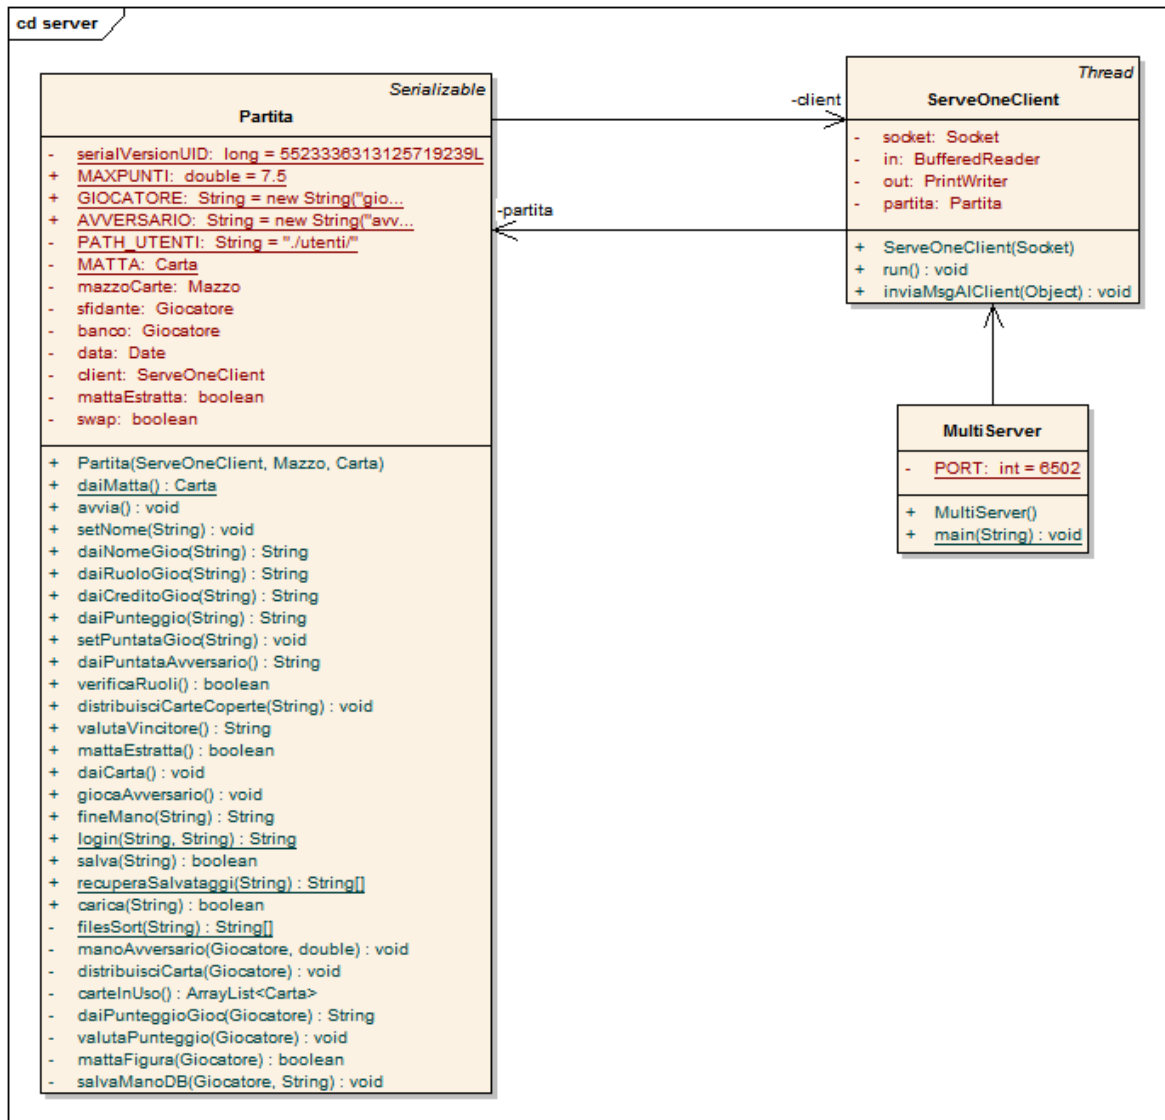 cd server
Serializable
Partita
- serialVersionUID: long = 5523336313125719239L
+ MAXPUNTI: double = 7.5
+ GIOCATORE: String = new String("gio...
+ AVVERSARIO: String = new String("avv...
- PATH_UTENTI: String = "./utenti/"
- MATTA: Carta
- mazzoCarte: Mazzo
- sfidante: Giocatore
- banco: Giocatore
- data: Date
- client: ServeOneClient
- mattaEstratta: boolean
- swap: boolean
+ Partita(ServeOneClient, Mazzo, Carta)
+ daiMatta() : Carta
+ avvia() : void
+ setNome(String) : void
+ daiNomeGioc(String) : String
+ daiRuoloGioc(String) : String
+ daiCreditoGioc(String) : String
+ daiPunteggio(String) : String
+ setPuntataGioc(String) : void
+ daiPuntataAvversario() : String
+ verificaRuoli() : boolean
+ distribuisciCarteCoperte(String) : void
+ valutaVincitore() : String
+ mattaEstratta() : boolean
+ daiCarta() : void
+ giocaAvversario() : void
+ fineMano(String) : String
+ login(String, String) : String
+ salva(String) : boolean
+ recuperaSalvataggi(String) : String[]
+ carica(String) : boolean
- filesSort(String) : String[]
- manoAvversario(Giocatore, double) : void
- distribuisciCarta(Giocatore) : void
- carteInUso() : ArrayList<Carta>
- daiPunteggioGioc(Giocatore) : String
- valutaPunteggio(Giocatore) : void
- mattaFigura(Giocatore) : boolean
- salvaManoDB(Giocatore, String) : void
-client
-partita
Thread
ServeOneClient
- socket: Socket
- in: BufferedReader
- out: PrintWriter
- partita: Partita
+ ServeOneClient(Socket)
+ run() : void
+ inviaMsgAlClient(Object) : void
MultiServer
- PORT: int = 6502
+ MultiServer()
+ main(String) : void